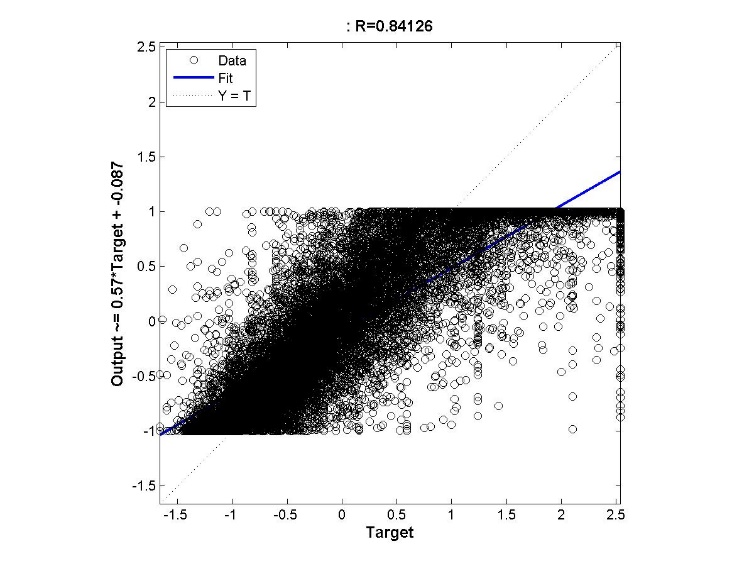 : R=0.84126
2.5
2
1.5
1
0.5
0
-0.5
-1
-1.5
Data
Fit
Y = T
Output ~= 0.57*Target + -0.087
-1.5 -1 -0.5 0 0.5 1 1.5 2 2.5
Target